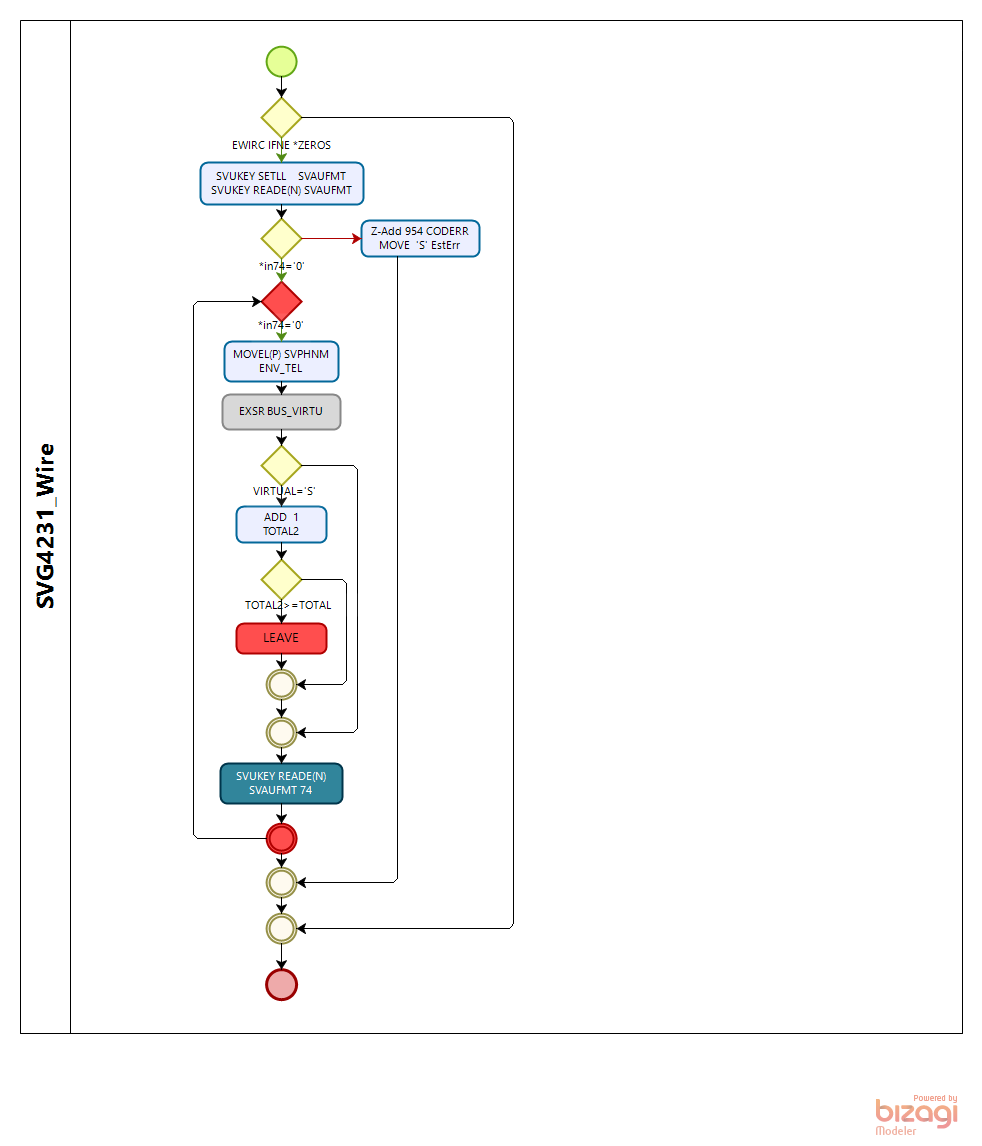 SVG4231_Wire
EWIRC IFNE *ZEROS
SVUKEY SETLL    SVAUFMT
SVUKEY READE(N) SVAUFMT
Z-Add 954 CODERR
MOVE  'S' EstErr
*in74='0'
*in74='0'
MOVEL(P) SVPHNM
ENV_TEL
EXSR BUS_VIRTU
VIRTUAL='S'
ADD  1
TOTAL2
TOTAL2>=TOTAL
LEAVE
SVUKEY READE(N)
SVAUFMT 74
Powered by
bizagi
Modeler